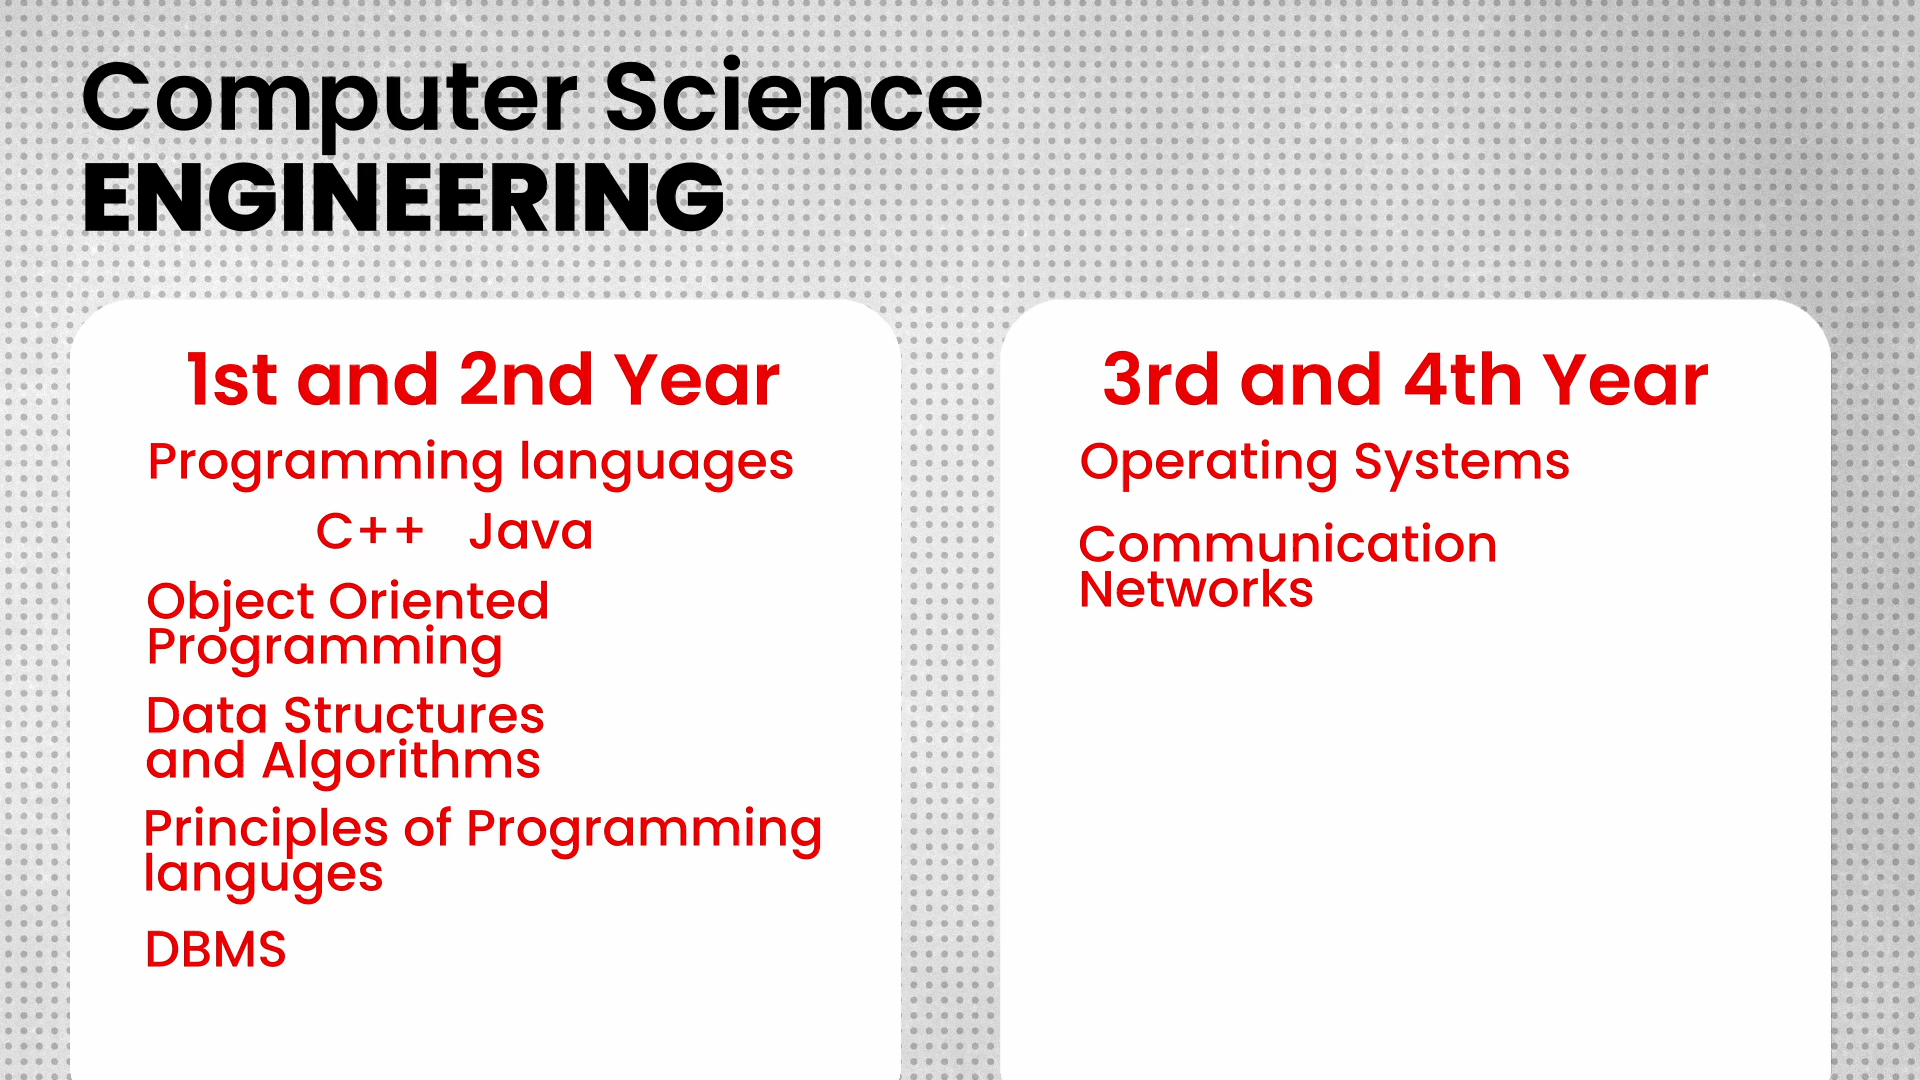 Computer Science
ENGINEERING
1st and 2nd Year
Programming languages
C++ Java
Object Oriented
Programming
Data Structures
and Algorithms
Principles of Programming
languges
DBMS
3rd and 4th Year
Operating Systems
Communication
Networks